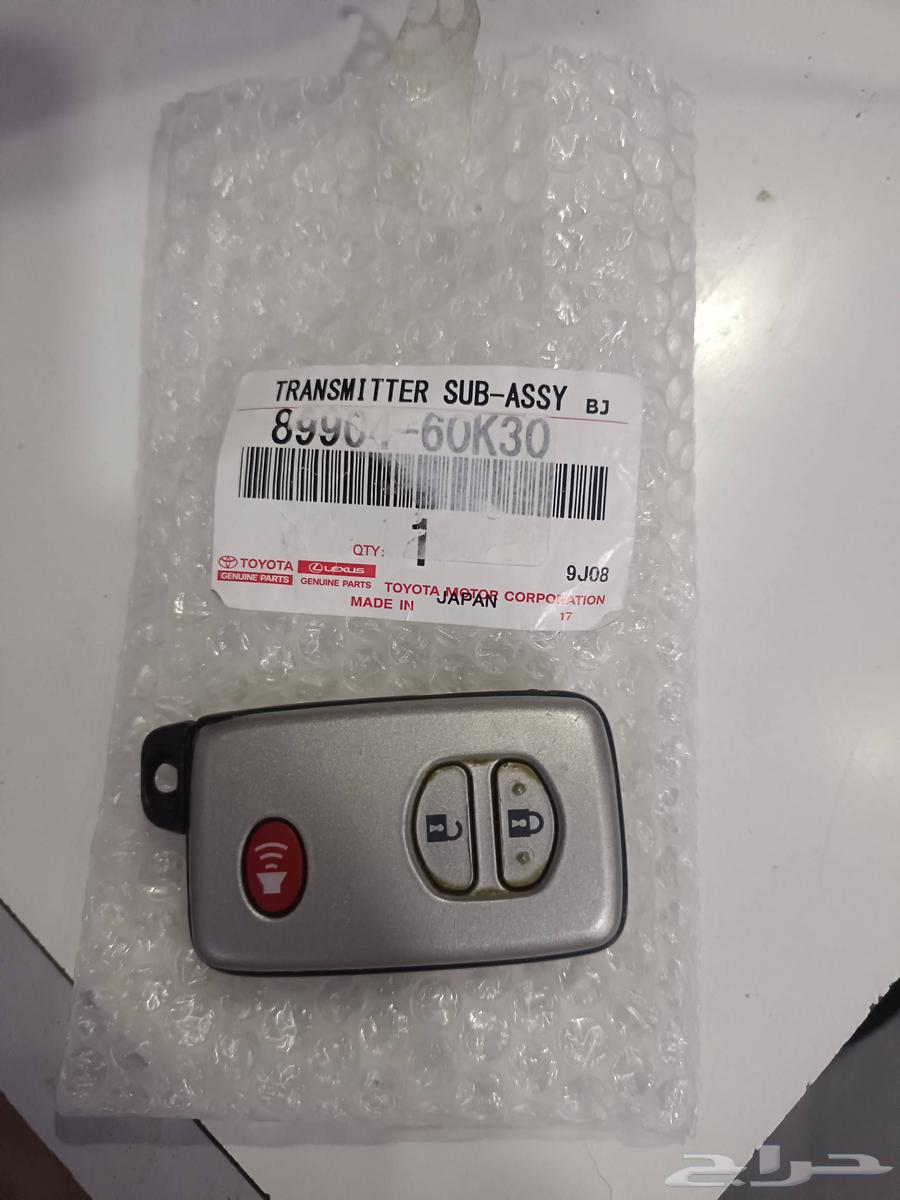 TRANSMITTER SUB-ASSY BJ
89904-60K30
QTY: 1
TOYOTA LEXUS 9J08
GENUINE PARTS GENUINE PARTS TOYOTA MOTOR CORPORATION
MADE IN JAPAN 17
حراج